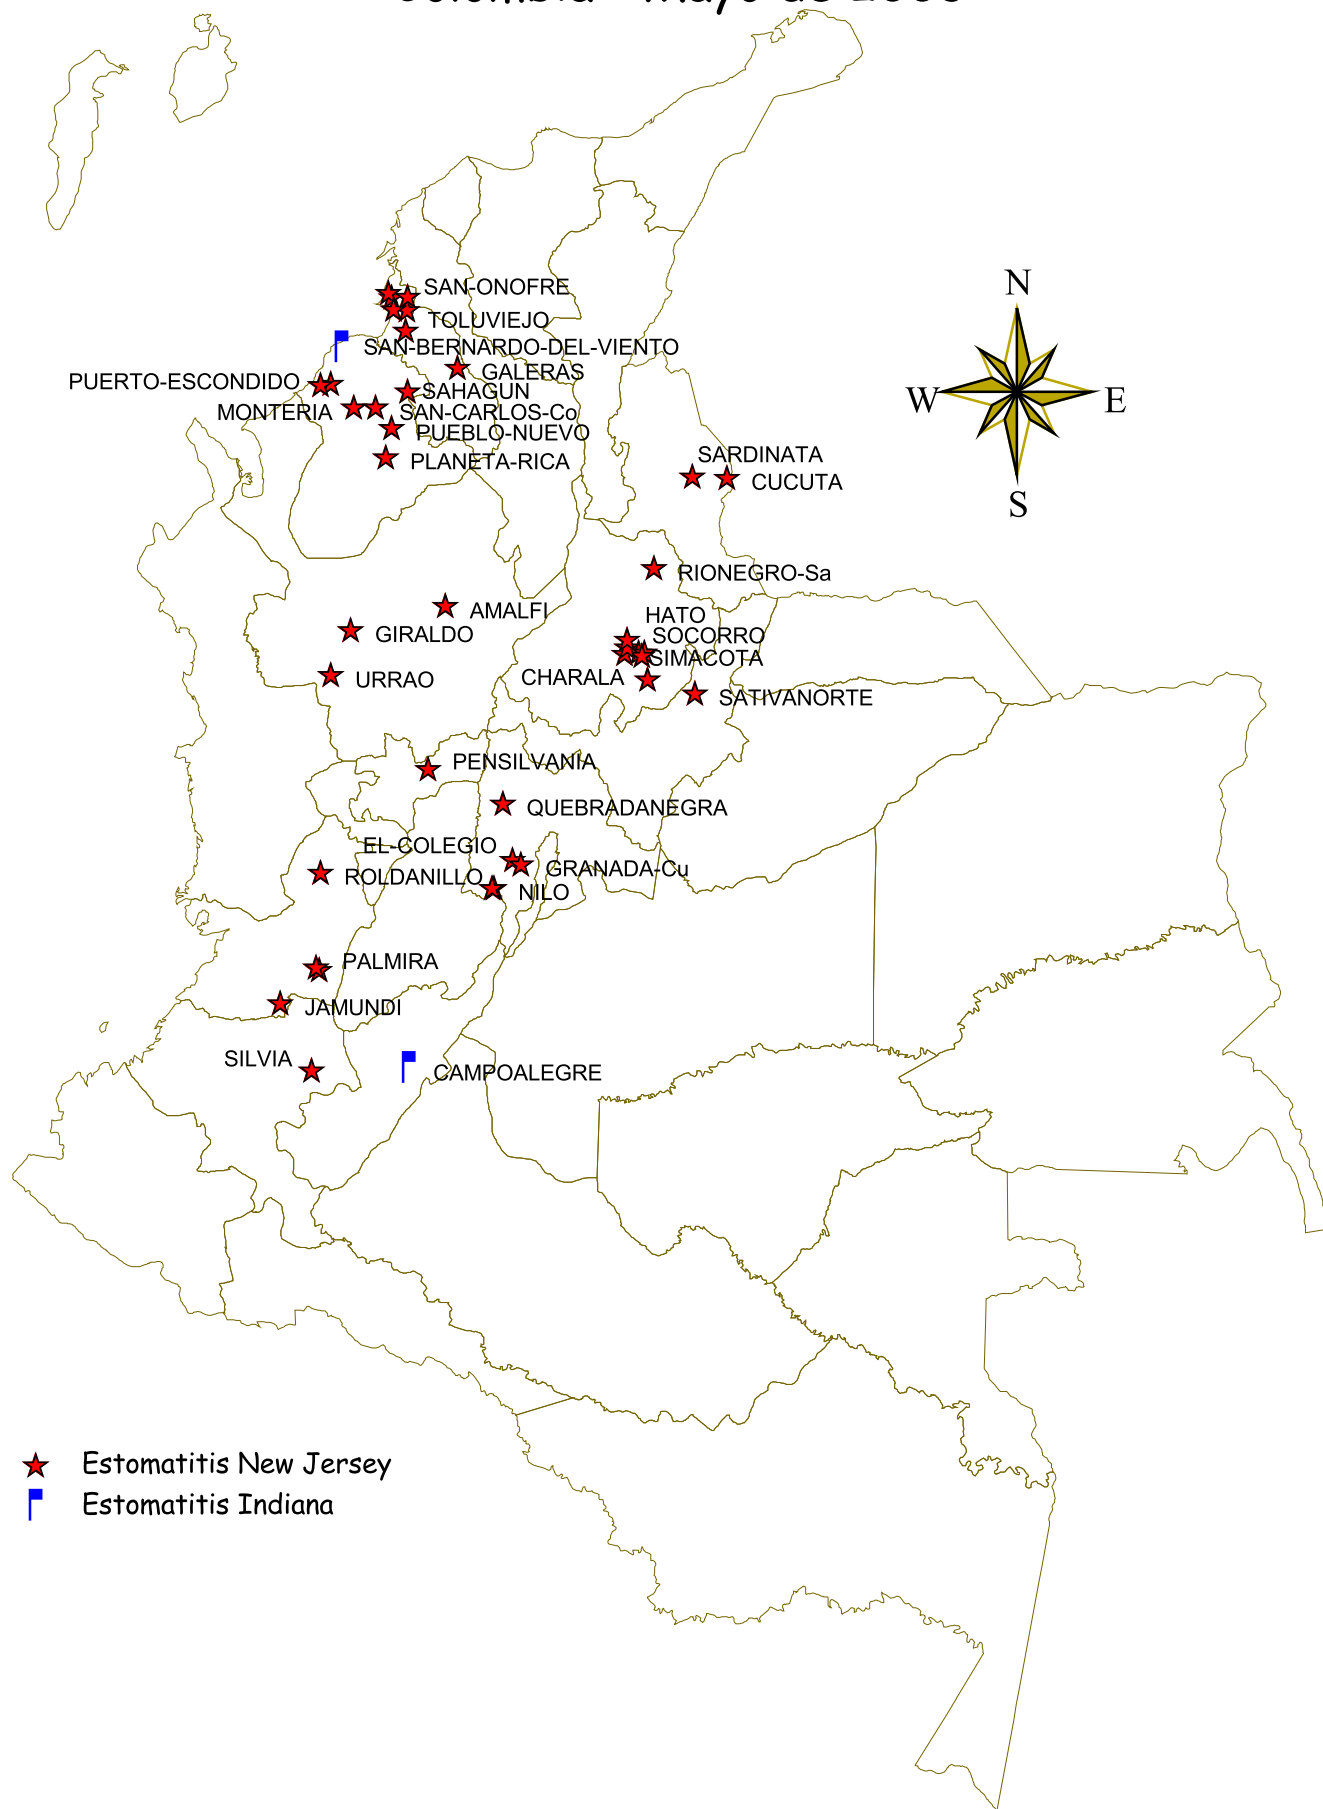 N
W
E
S
SAN-ONOFRE
TOLUVIEJO
SAN-BERNARDO-DEL-VIENTO
GALERAS
PUERTO-ESCONDIDO
SAHAGUN
MONTERIA
SAN-CARLOS-Co
PUEBLO-NUEVO
PLANETA-RICA
SARDINATA
CUCUTA
RIONEGRO-Sa
AMALFI
HATO
GIRALDO
SOCORRO
SIMACOTA
URRAO
CHARALA
SATIVANORTE
PENSILVANIA
QUEBRADANEGRA
EL-COLEGIO
GRANADA-Cu
ROLDANILLO
NILO
PALMIRA
JAMUNDI
SILVIA
CAMPOALEGRE
Estomatitis New Jersey
Estomatitis Indiana